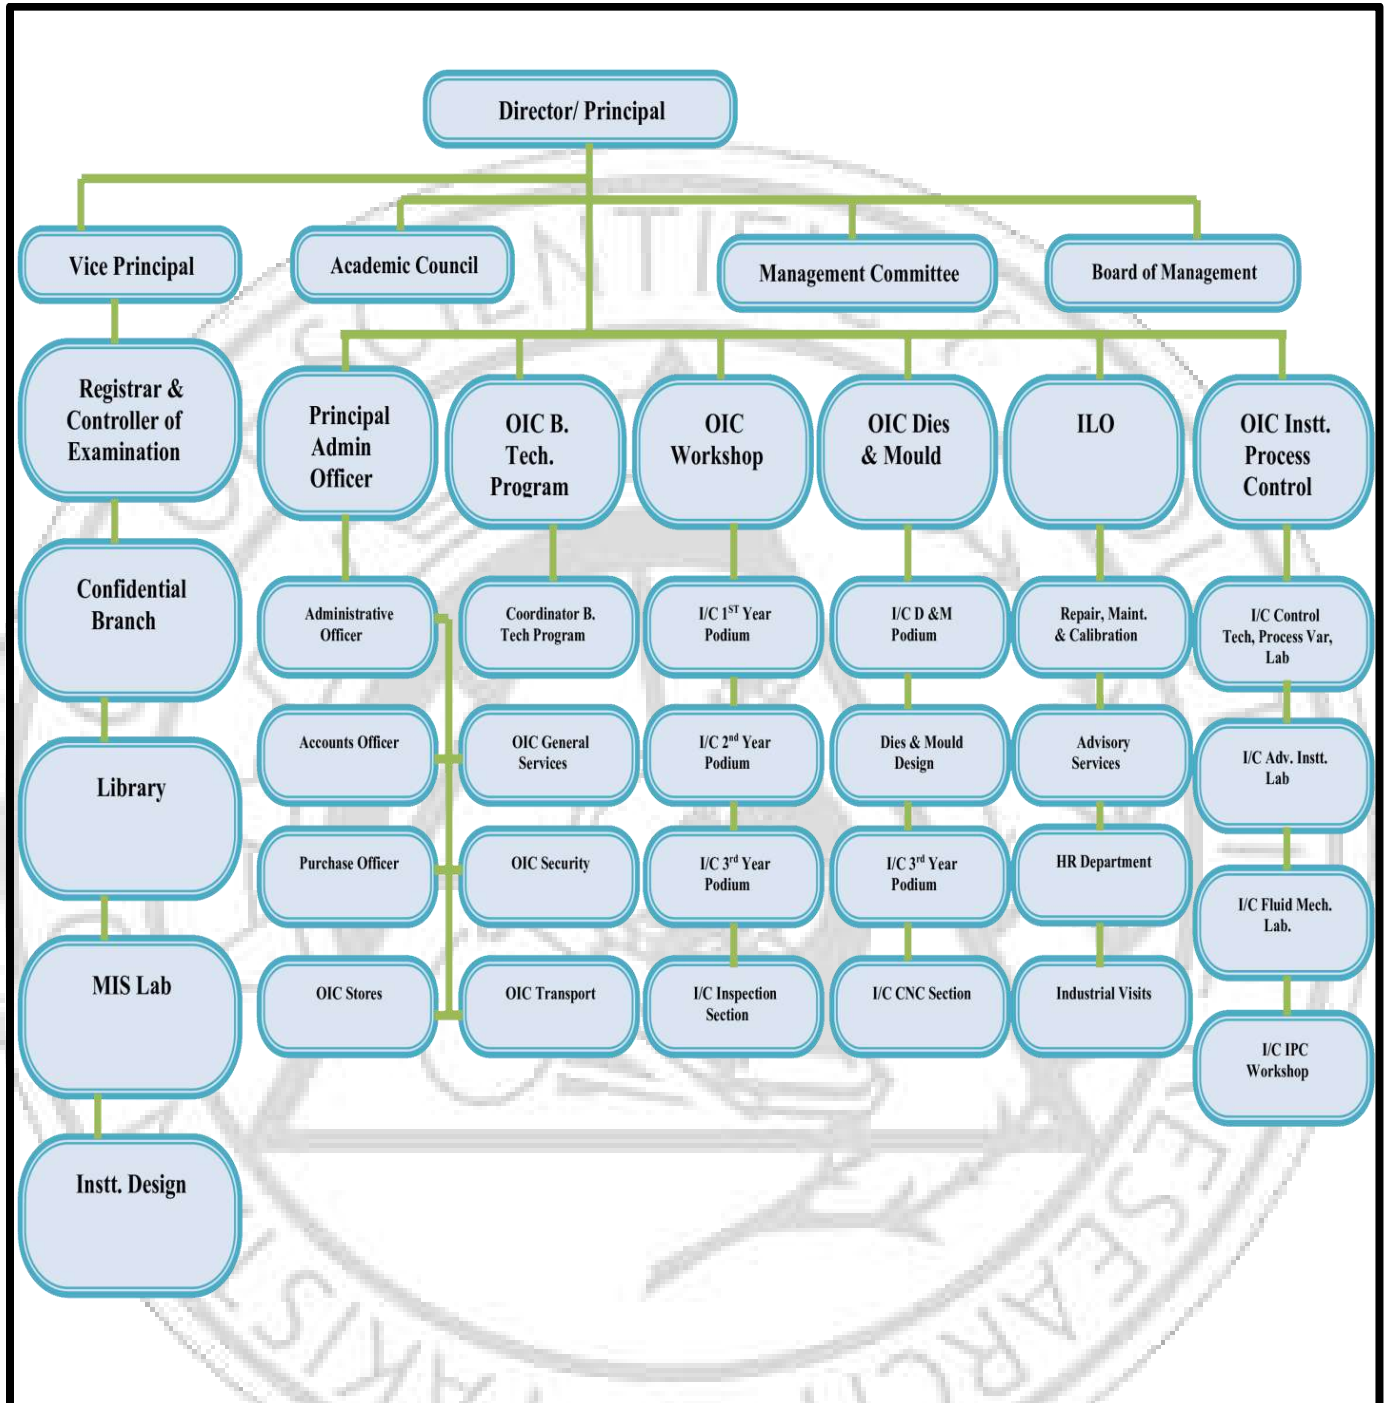 Director/ Principal
Vice Principal
Academic Council
Management Committee
Board of Management
Registrar &
Controller of
Examination
Confidential
Branch
Library
MIS Lab
Instt. Design
Principal
Admin
Officer
Administrative
Officer
Accounts Officer
Purchase Officer
OIC Stores
OIC B.
Tech.
Program
Coordinator B.
Tech Program
OIC General
Services
OIC Security
OIC Transport
OIC
Workshop
I/C 1ST Year
Podium
I/C 2nd Year
Podium
I/C 3rd Year
Podium
I/C Inspection
Section
OIC Dies
& Mould
I/C D &M
Podium
Dies & Mould
Design
I/C 3rd Year
Podium
I/C CNC Section
ILO
Repair, Maint.
& Calibration
Advisory
Services
HR Department
Industrial Visits
OIC Instt.
Process
Control
I/C Control
Tech, Process Var,
Lab
I/C Adv. Instt.
Lab
I/C Fluid Mech.
Lab.
I/C IPC
Workshop